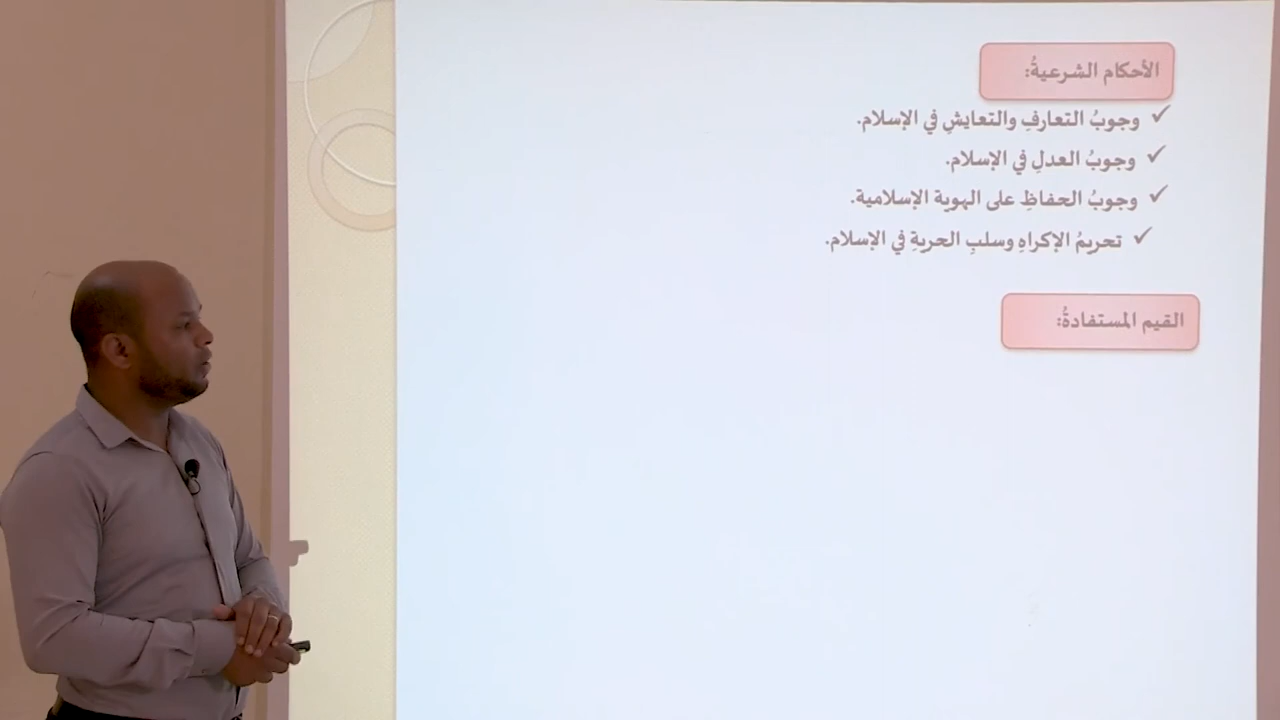 الأحكام الشرعيةُ:
✓ وجوبُ التعارفِ والتعايشِ في الإسلام.
✓ وجوبُ العدلِ في الإسلام.
✓ وجوبُ الحفاظِ على الهوية الإسلامية.
✓ تحريمُ الإكراهِ وسلبِ الحريةِ في الإسلام.
القيم المستفادةُ: